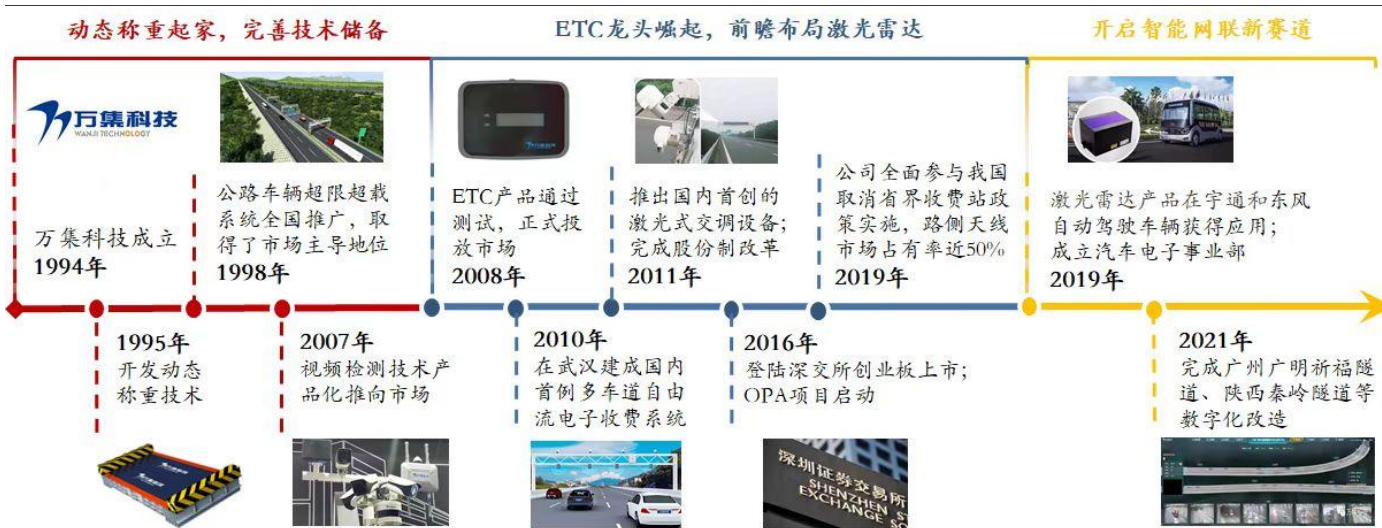 动态称重起家，完善技术储备
ETC龙头崛起，前瞻布局激光雷达
开启智能网联新赛道
万集科技
WANJI TECHNOLOGY
万集科技成立
1994年
公路车辆超限超载
系统全国推广，取
得了市场主导地位
1998年
万集科技
ETC产品通过
测试，正式投
放市场
2008年
推出国内首创的
激光式交调设备；
完成股份制改革
2011年
公司全面参与我国
取消省界收费站政
策实施，路侧天线
市场占有率近50%
2019年
激光雷达产品在宇通和东风
自动驾驶车辆获得应用；
成立汽车电子事业部
2019年
1995年
开发动态
称重技术
2007年
视频检测技术产
品化推向市场
2010年
在武汉建成国内
首例多车道自由
流电子收费系统
2016年
登陆深交所创业板上市；
OPA项目启动
2021年
完成广州广明祈福隧
道、陕西秦岭隧道等
数字化改造
深圳证券交易所
SHENZHEN ST
EXCHANGE SQ